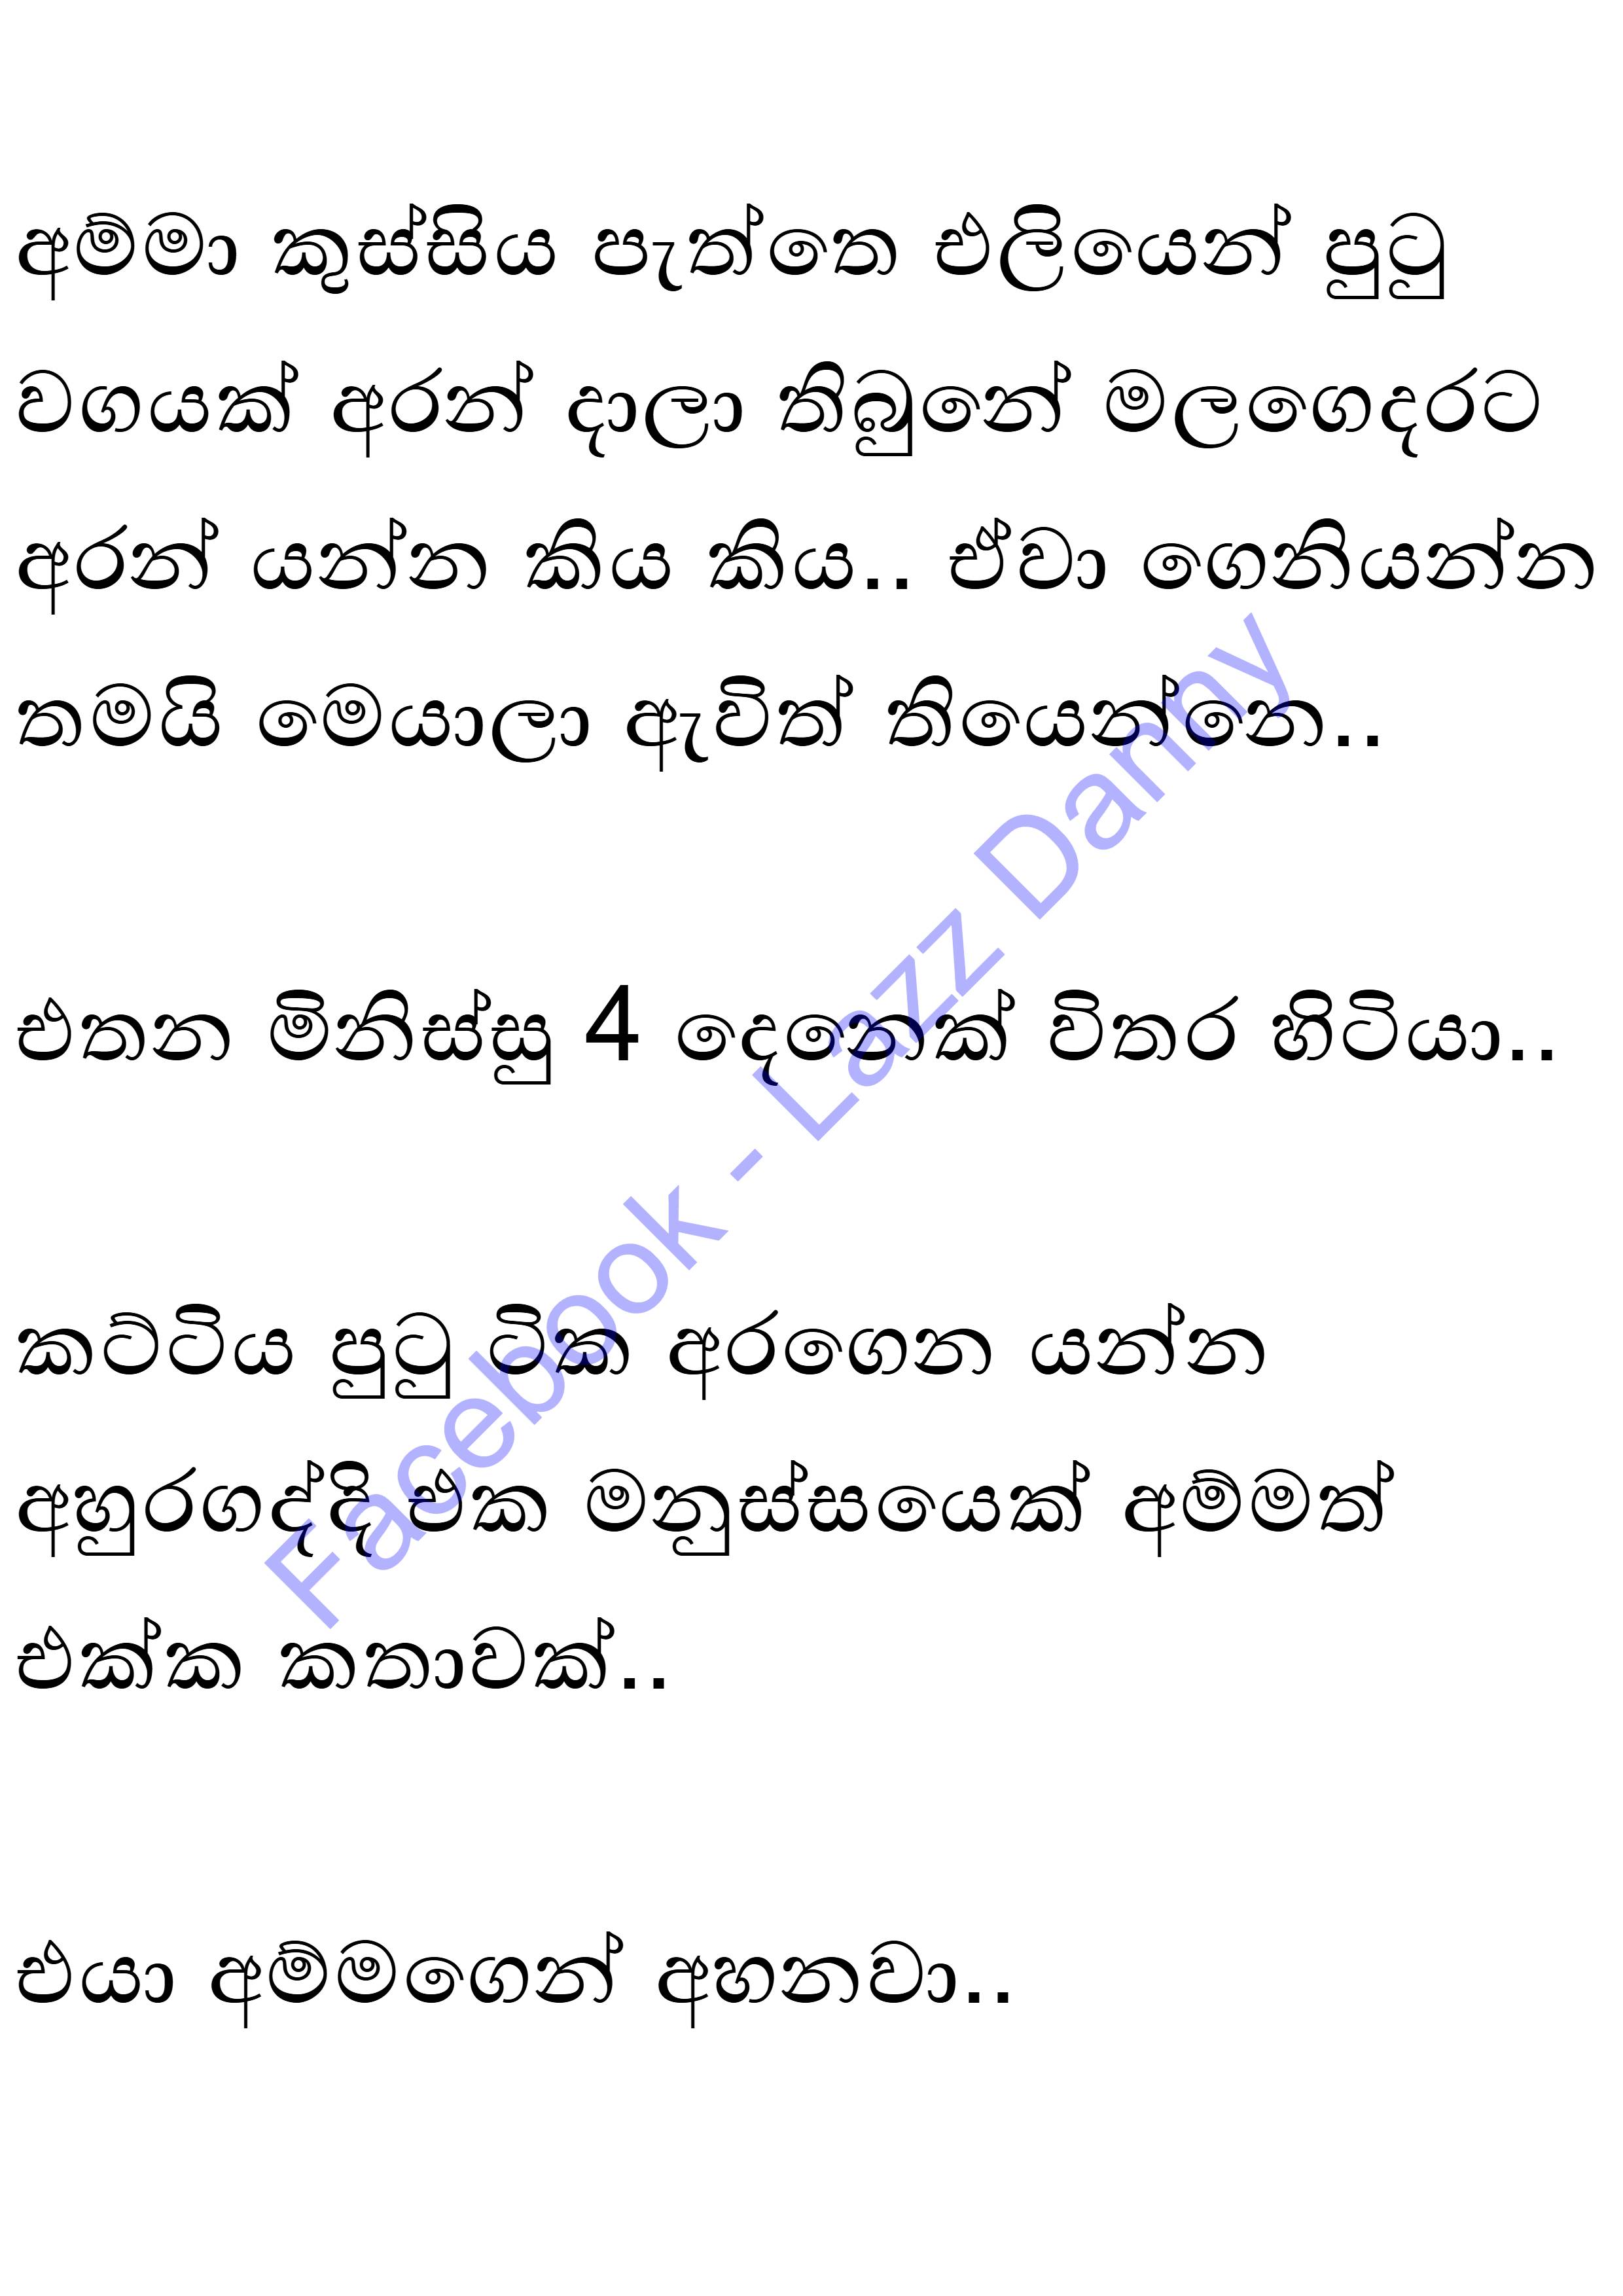 අම්මා කුස්සිය පැත්තෙ එලියෙන් පුටු
වගයක් අරන් දාලා තිබුනේ මලගෙදරට
අරන් යන්න කිය කිය.. ඒවා ගෙනියන්න
තමයි මෙයාලා ඇවිත් තියෙන්නෙ..
එතන මිනිස්සු 4 දෙනෙක් විතර හිටියා..
කට්ටිය පුටු ටික අරගෙන යන්න
අහුරගද්දි එක මනුස්සයෙක් අම්මත්
එක්ක කතාවක්..
එයා අම්මගෙන් අහනවා..
Facebook - Lazz Danny